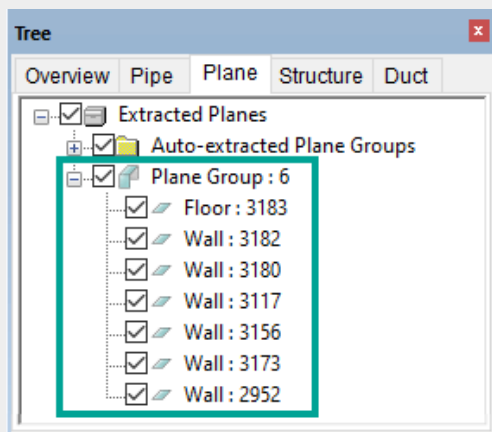 Tree
Overview Pipe Plane Structure Duct
Extracted Planes
Auto-extracted Plane Groups
Plane Group : 6
Floor : 3183
Wall : 3182
Wall : 3180
Wall : 3117
Wall : 3156
Wall : 3173
Wall : 2952